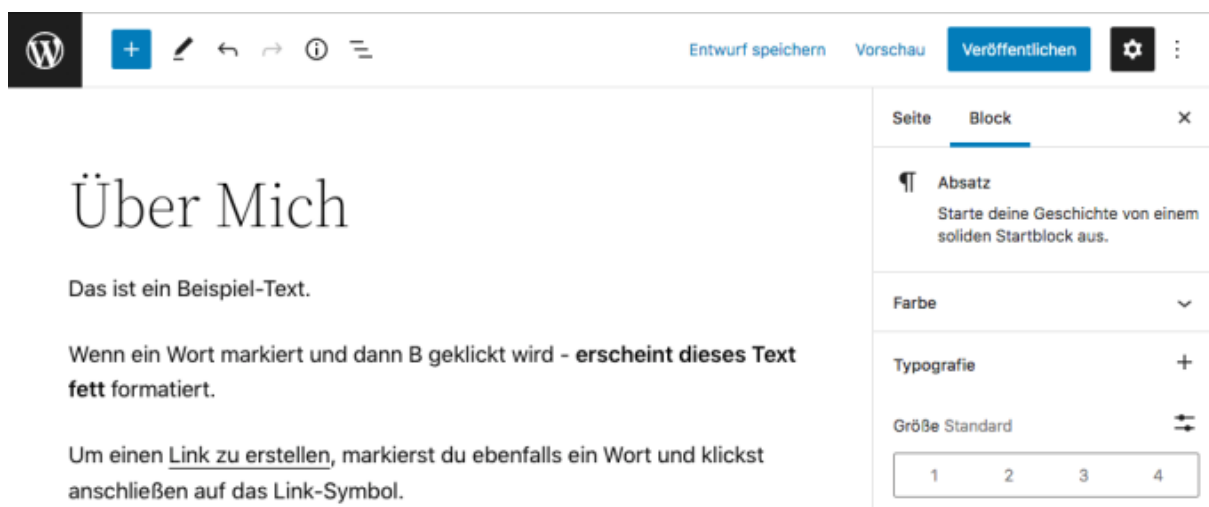 Entwurf speichern Vorschau Veröffentlichen
Seite Block
Über Mich
Absatz
Starte deine Geschichte von einem
soliden Startblock aus.
Das ist ein Beispiel-Text.
Farbe
Wenn ein Wort markiert und dann B geklickt wird - erscheint dieses Text
fett formatiert.
Typografie
Größe Standard
1 2 3 4
Um einen Link zu erstellen, markierst du ebenfalls ein Wort und klickst
anschließen auf das Link-Symbol.